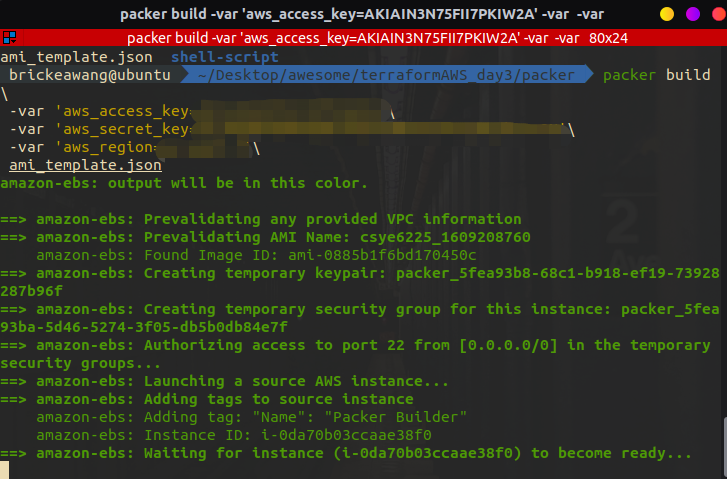 packer build -var 'aws_access_key=AKIAIN3N75FII7PKIW2A' -var -var
packer build -var 'aws_access_key=AKIAIN3N75FII7PKIW2A' -var -var 80x24
ami_template.json shell-script
brickeawang@ubuntu ~/Desktop/awesome/terraformAWS_day3/packer packer build
\
-var 'aws_access_key= \
-var 'aws_secret_key= \
-var 'aws_region= \
ami_template.json
amazon-ebs: output will be in this color.
==> amazon-ebs: Prevalidating any provided VPC information
==> amazon-ebs: Prevalidating AMI Name: csye6225_1609208760
amazon-ebs: Found Image ID: ami-0885b1f6bd170450c
==> amazon-ebs: Creating temporary keypair: packer_5fea93b8-68c1-b918-ef19-73928
287b96f
==> amazon-ebs: Creating temporary security group for this instance: packer_5fea
93ba-5d46-5274-3f05-db5b0db84e7f
==> amazon-ebs: Authorizing access to port 22 from [0.0.0.0/0] in the temporary
security groups...
==> amazon-ebs: Launching a source AWS instance...
==> amazon-ebs: Adding tags to source instance
amazon-ebs: Adding tag: "Name": "Packer Builder"
amazon-ebs: Instance ID: i-0da70b03ccaae38f0
==> amazon-ebs: Waiting for instance (i-0da70b03ccaae38f0) to become ready...